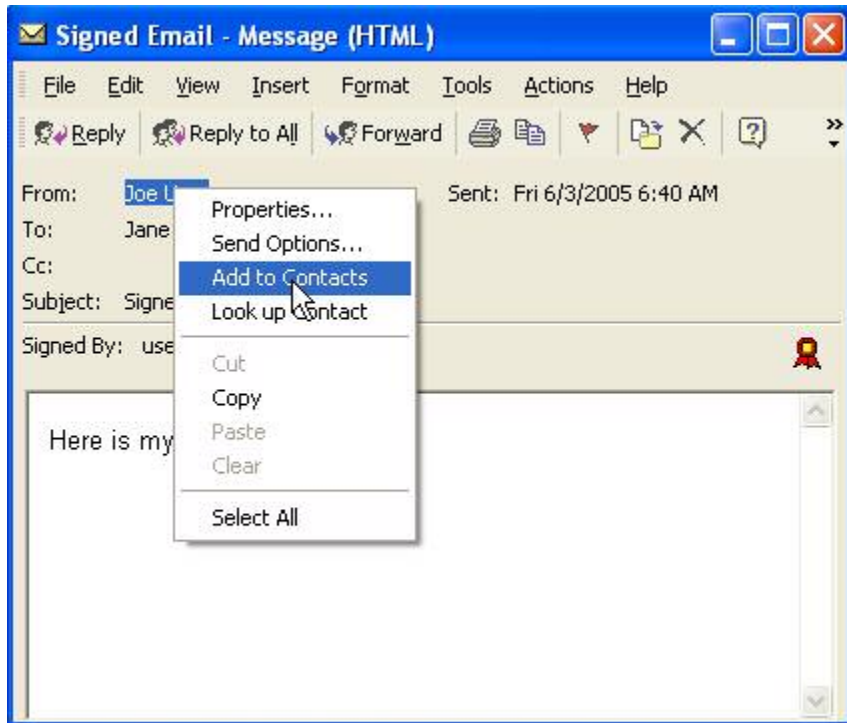 Signed Email - Message (HTML)
File Edit View Insert Format Tools Actions Help
Reply Reply to All Forward
From: Joe Sent: Fri 6/3/2005 6:40 AM
To: Jane
Cc:
Subject:
Signed By:
Here is my
Properties...
Send Options...
Add to Contacts
Look up Contact
Cut
Copy
Paste
Clear
Select All